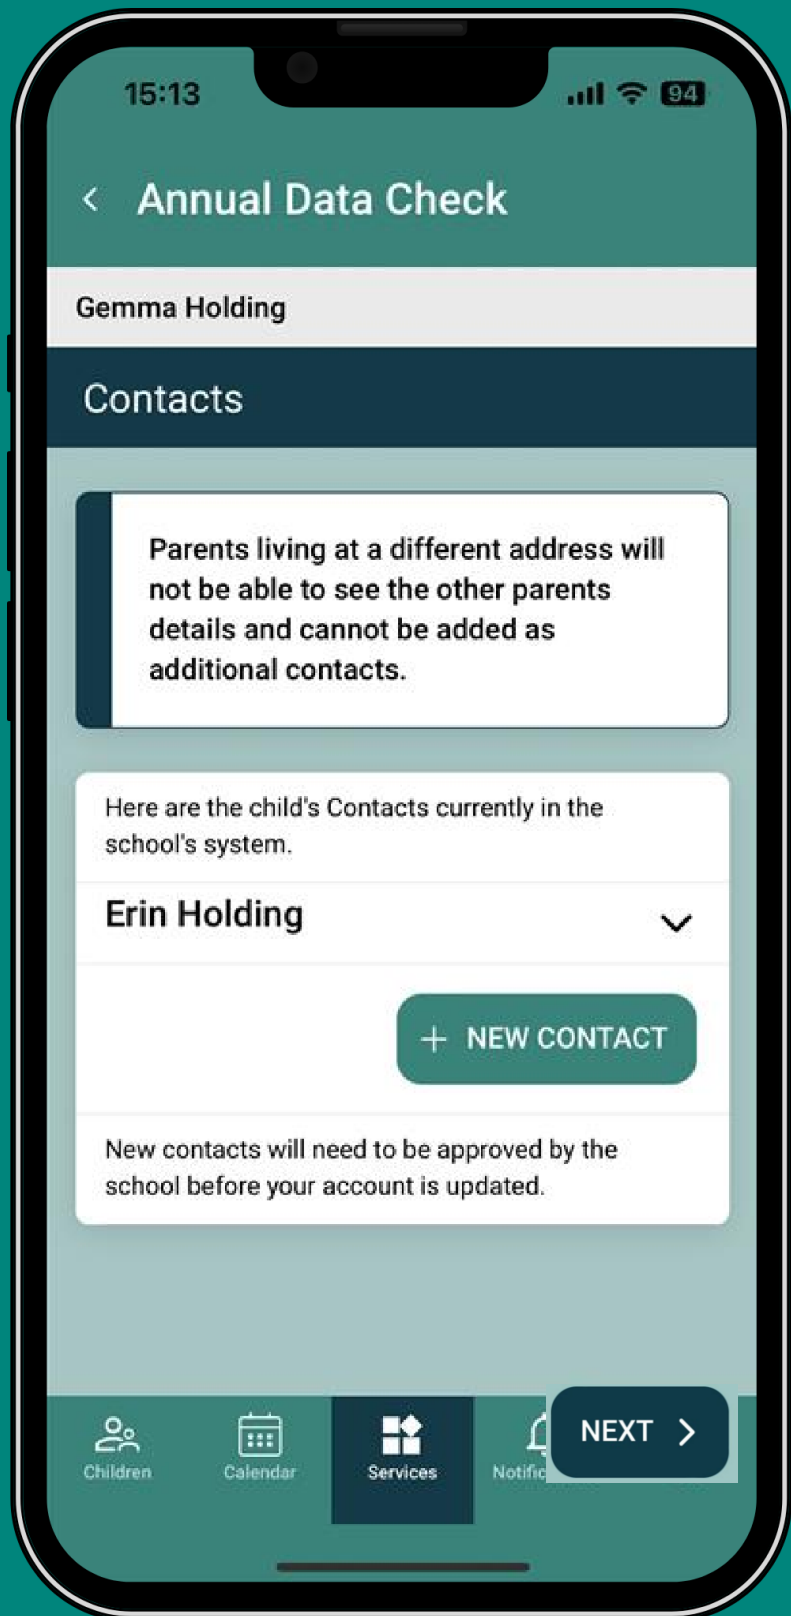 15:13
94
Annual Data Check
Gemma Holding
Contacts
Parents living at a different address will
not be able to see the other parents
details and cannot be added as
additional contacts.
Here are the child's Contacts currently in the
school's system.
Erin Holding
+ NEW CONTACT
New contacts will need to be approved by the
school before your account is updated.
NEXT
Children
Calendar
Services
Notific